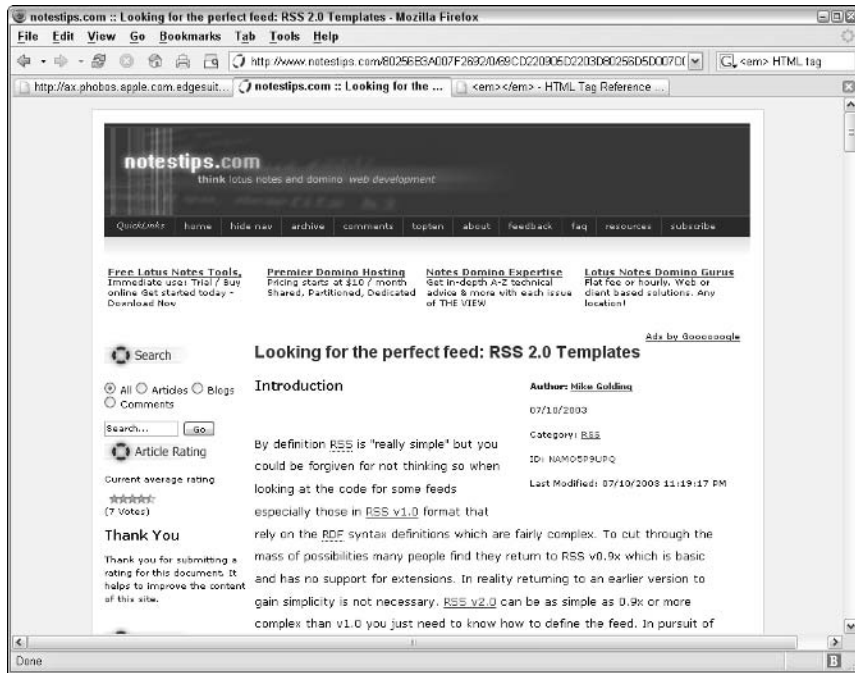 notestips.com :: Looking for the perfect feed: RSS 2.0 Templates - Mozilla Firefox
File Edit View Go Bookmarks Tab Tools Help
<em> HTML tag
http://ax.phobos.apple.com.edgesuit... notestips.com :: Looking for the ... <em></em> - HTML Tag Reference ...
notestips.com
think lotus notes and domino web development
QuickLinks home hide nav archive comments topten about feedback faq resources subscribe
Free Lotus Notes Tools,
Immediate use: Trial / Buy
online Get started today -
Download Now
Premier Domino Hosting
Pricing starts at $10 / month
Shared, Partitioned, Dedicated
Notes Domino Expertise
Get in-depth A-Z technical
advice & more with each issue
of THE VIEW
Lotus Notes Domino Gurus
Flat fee or hourly. Web or
client based solutions. Any
location!
Ads by Goooooogle
Search
All Articles Blogs
Comments
Search... Go
Article Rating
Current average rating
(7 Votes)
Thank You
Thank you for submitting a
rating for this document. It
helps to improve the content
of this site.
Looking for the perfect feed: RSS 2.0 Templates
Introduction
Author: Mike Golding
07/10/2003
Category: RSS
ID: NAMO5P9UPQ
Last Modified: 07/10/2003 11:19:17 PM
By definition RSS is "really simple" but you
could be forgiven for not thinking so when
looking at the code for some feeds
especially those in RSS v1.0 format that
rely on the RDF syntax definitions which are fairly complex. To cut through the
mass of possibilities many people find they return to RSS v0.9x which is basic
and has no support for extensions. In reality returning to an earlier version to
gain simplicity is not necessary. RSS v2.0 can be as simple as 0.9x or more
complex than v1.0 you just need to know how to define the feed. In pursuit of
Done